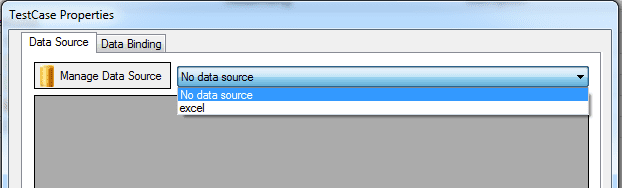 TestCase Properties
Data Source
Data Binding
Manage Data Source
No data source
No data source
excel